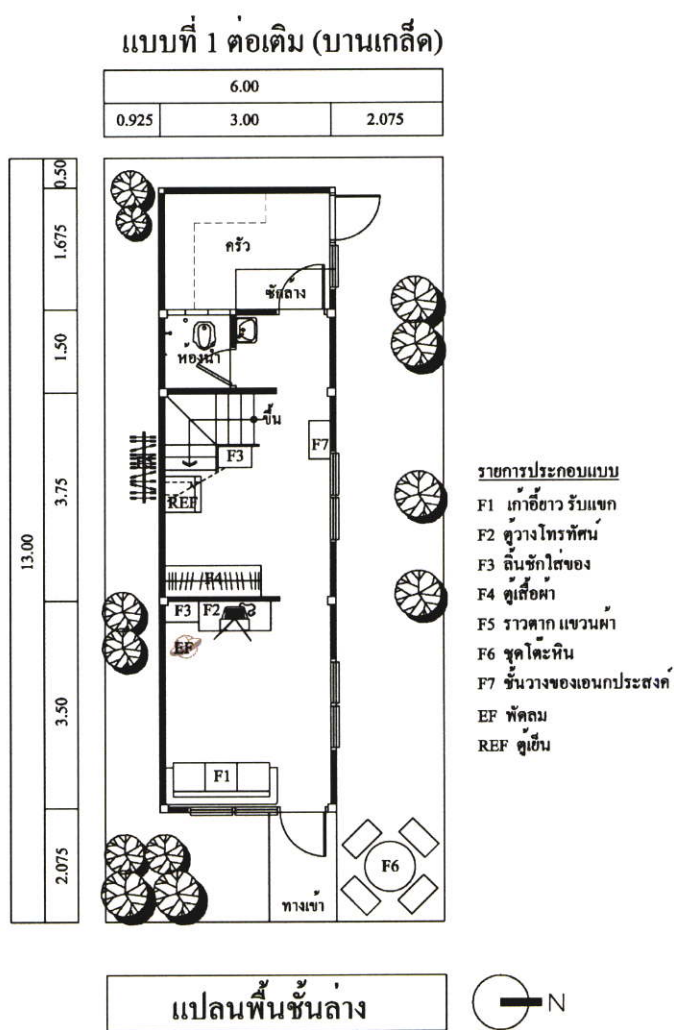 แบบที่ 1 ต่อเติม (บานเกล็ด)
6.00
0.925 3.00 2.075
0.50
1.675
1.50
3.75
3.50
2.075
13.00
ครัว
ซักล้าง
ห้องน้ำ
ขึ้น
F7
F3
REF
F4
F3 F2
EF
F1
F6
ทางเข้า
รายการประกอบแบบ
F1 เก้าอี้ยาว รับแขก
F2 ตู้วางโทรทัศน์
F3 ลิ้นชักใส่ของ
F4 ตู้เสื้อผ้า
F5 ราวตาก แขวนผ้า
F6 ชุดโต๊ะหิน
F7 ชั้นวางของเอนกประสงค์
EF พัดลม
REF ตู้เย็น
แปลนพื้นชั้นล่าง
N